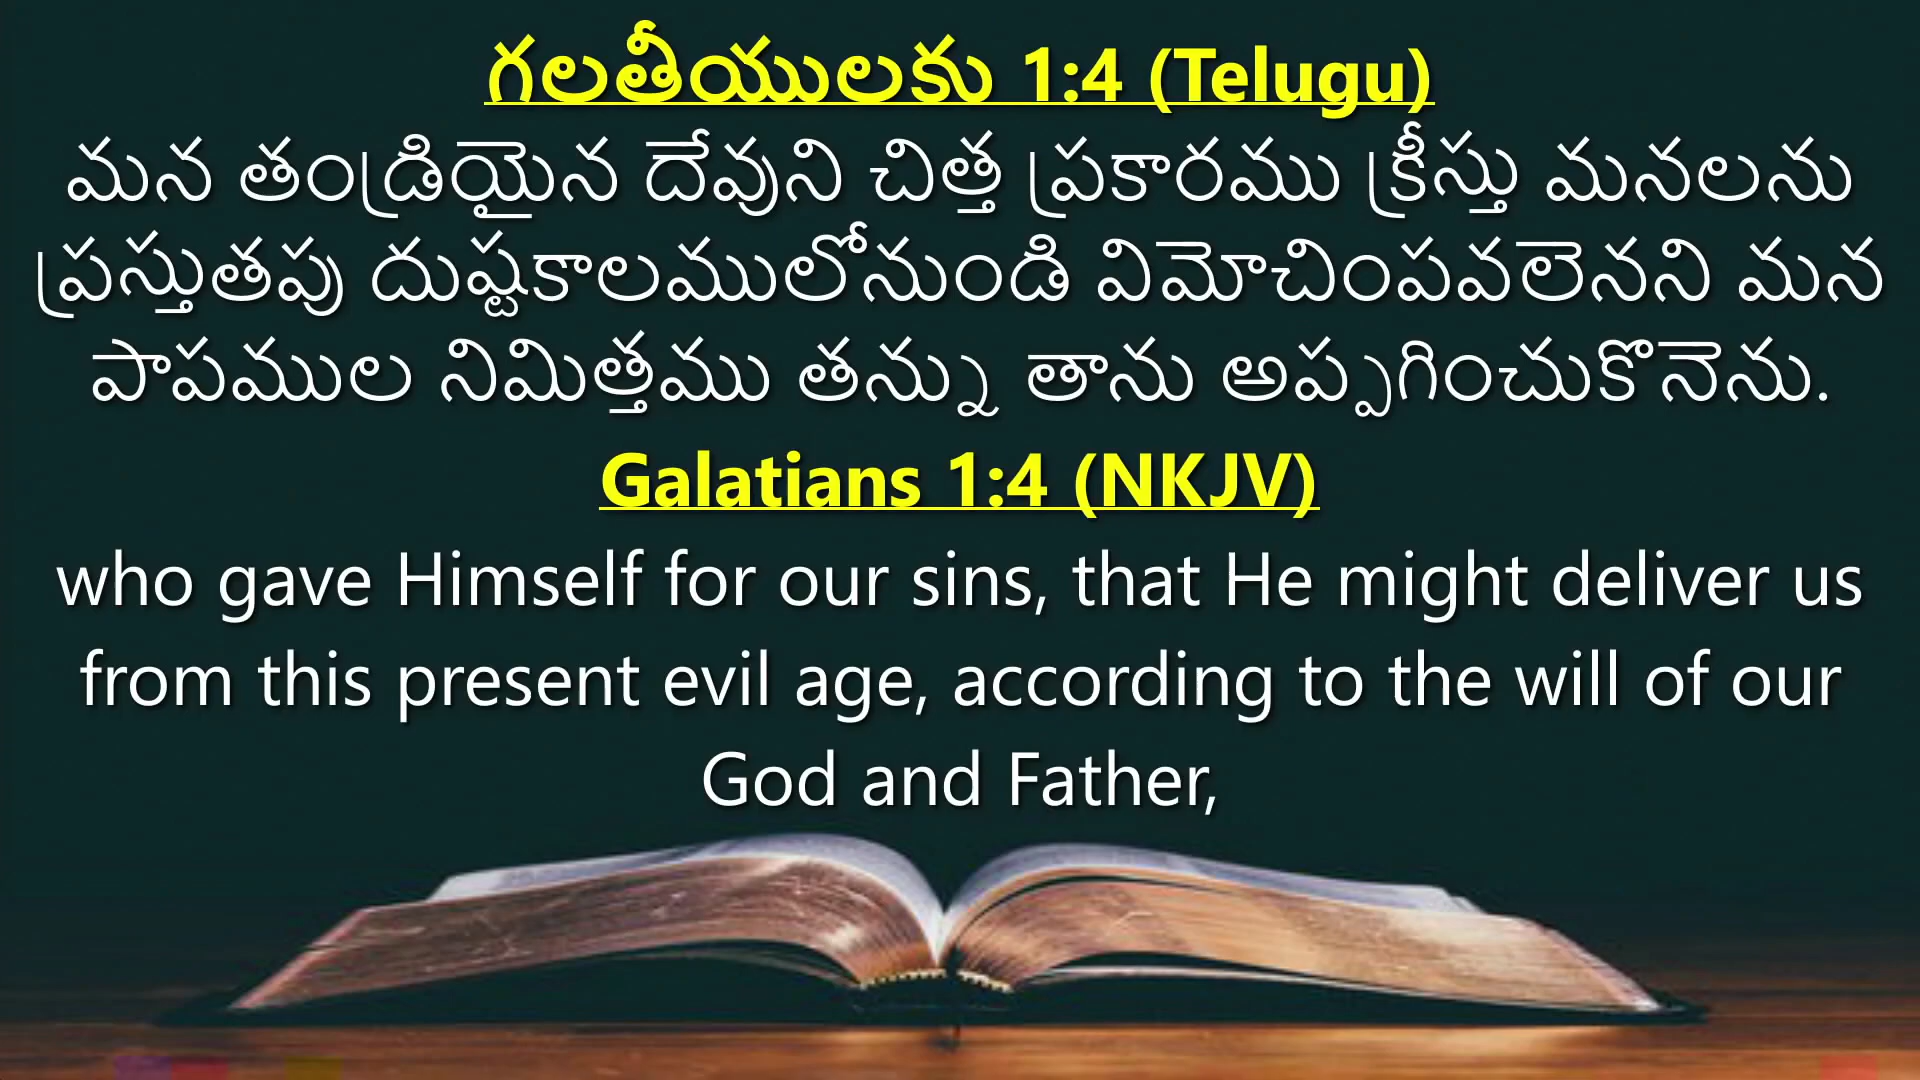 గలతీయులకు 1:4 (Telugu)
మన తండ్రియైన దేవుని చిత్త ప్రకారము క్రీస్తు మనలను
ప్రస్తుతపు దుష్టకాలములోనుండి విమోచింపవలెనని మన
పాపముల నిమిత్తము తన్ను తాను అప్పగించుకొనెను.
Galatians 1:4 (NKJV)
who gave Himself for our sins, that He might deliver us
from this present evil age, according to the will of our
God and Father,